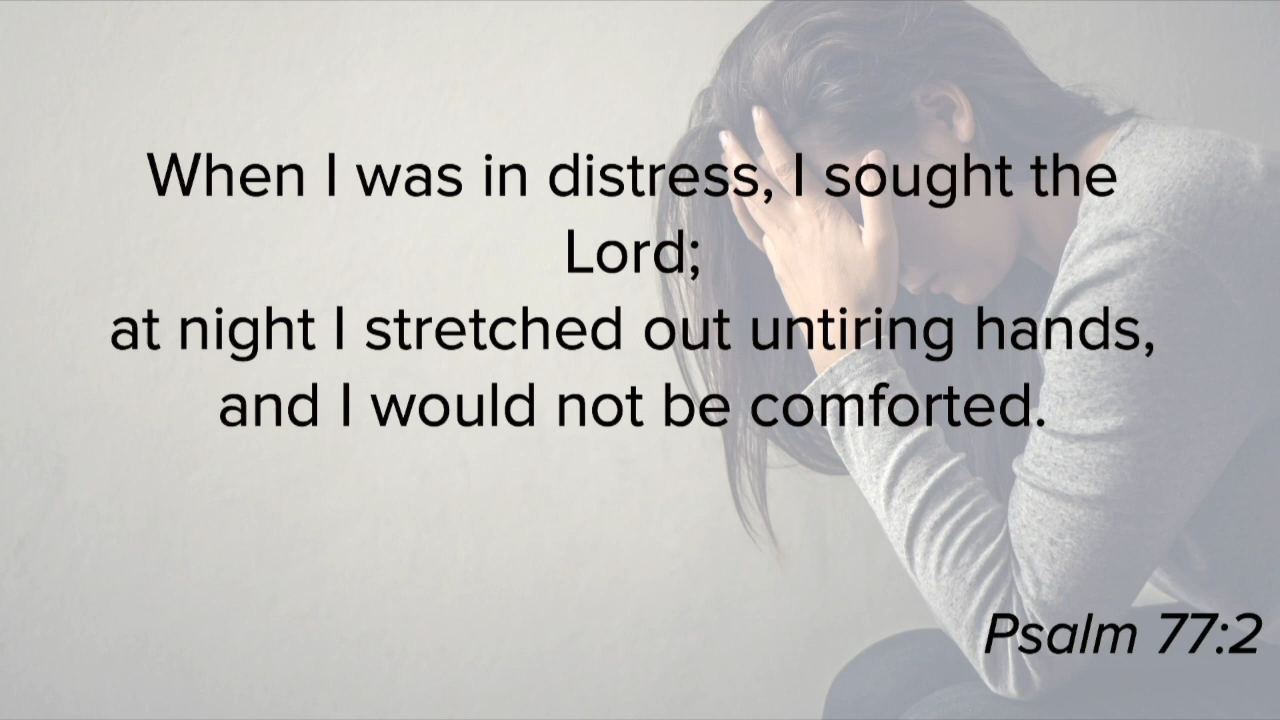 When I was in distress, I sought the
Lord;
at night I stretched out untiring hands,
and I would not be comforted.
Psalm 77:2